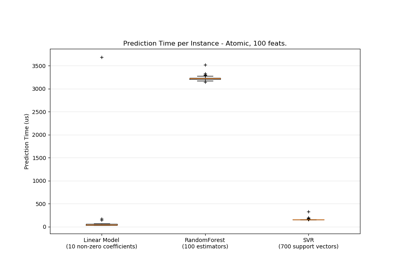 Prediction Time per Instance - Atomic, 100 feats.
Prediction Time (us)
3500
3000
2500
2000
1500
1000
500
0
Linear Model
(10 non-zero coefficients)
RandomForest
(100 estimators)
SVR
(700 support vectors)